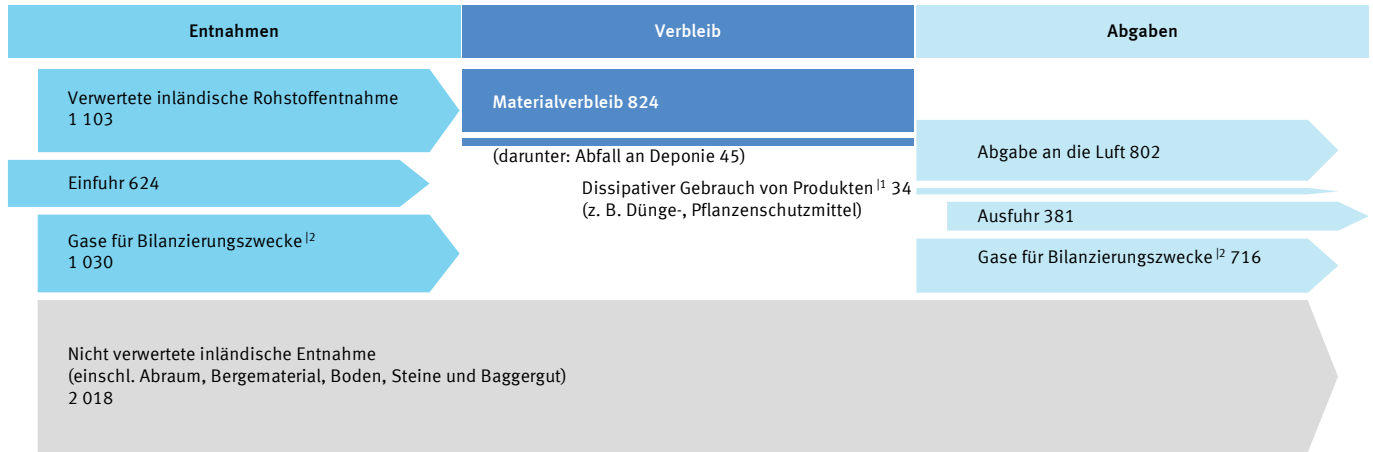 Entnahmen
Verbleib
Abgaben
Verwertete inländische Rohstoffentnahme
1 103
Einfuhr 624
Gase für Bilanzierungszwecke |2
1 030
Materialverbleib 824
(darunter: Abfall an Deponie 45)
Dissipativer Gebrauch von Produkten |1 34
(z. B. Dünge-, Pflanzenschutzmittel)
Abgabe an die Luft 802
Ausfuhr 381
Gase für Bilanzierungszwecke |2 716
Nicht verwertete inländische Entnahme
(einschl. Abraum, Bergematerial, Boden, Steine und Baggergut)
2 018